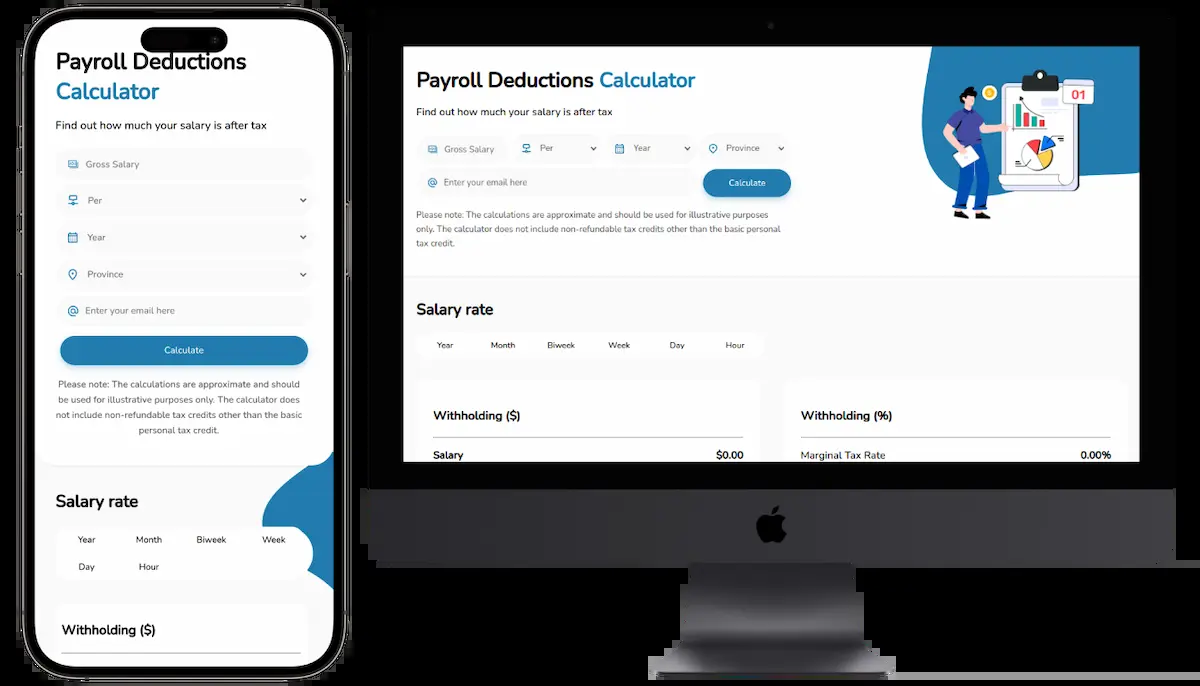 Payroll Deductions
Calculator
Find out how much your salary is after tax
Gross Salary
Per
Year
Province
Enter your email here
Calculate
Please note: The calculations are approximate and should
be used for illustrative purposes only. The calculator does
not include non-refundable tax credits other than the basic
personal tax credit.
Salary rate
Year Month Biweek Week
Day Hour
Withholding ($)
Payroll Deductions Calculator
Find out how much your salary is after tax
Gross Salary Per Year Province
Enter your email here Calculate
Please note: The calculations are approximate and should be used for illustrative purposes
only. The calculator does not include non-refundable tax credits other than the basic personal
tax credit.
01
Salary rate
Year Month Biweek Week Day Hour
Withholding ($)
Salary $0.00
Withholding (%)
Marginal Tax Rate 0.00%